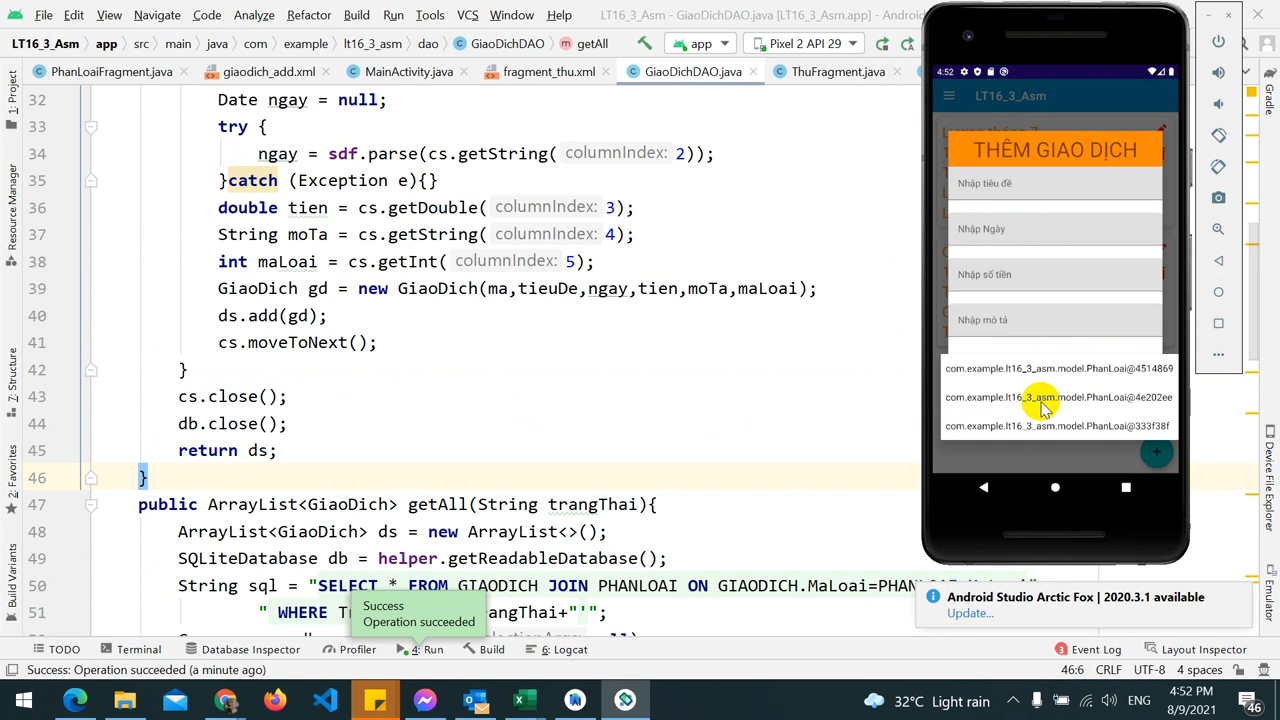 File Edit View Navigate Code Analyze Refactor Build Run Tools VCS Window Help LT16_3_Asm - GiaoDichDAO.java [LT16_3_Asm.app] - Android
LT16_3_Asm app src main java com example lt16_3_asm dao GiaoDichDAO getAll app Pixel 2 API 29
PhanLoaiFragment.java giaodich_add.xml MainActivity.java fragment_thu.xml GiaoDichDAO.java ThuFragment.java
32 Date ngay = null;
33 try {
34 ngay = sdf.parse(cs.getString( columnIndex: 2));
35 }catch (Exception e){}
36 double tien = cs.getDouble( columnIndex: 3);
37 String moTa = cs.getString( columnIndex: 4);
38 int maLoai = cs.getInt( columnIndex: 5);
39 GiaoDich gd = new GiaoDich(ma,tieuDe,ngay,tien,moTa,maLoai);
40 ds.add(gd);
41 cs.moveToNext();
42 }
43 cs.close();
44 db.close();
45 return ds;
46 }
47 public ArrayList<GiaoDich> getAll(String trangThai){
48 ArrayList<GiaoDich> ds = new ArrayList<>();
49 SQLiteDatabase db = helper.getReadableDatabase();
50 String sql = "SELECT * FROM GIAODICH JOIN PHANLOAI ON GIAODICH.MaLoai=
51 " WHERE angThai+"'";
1: Project
Resource Manager
7: Structure
2: Favorites
Build Variants
Gradle
Device File Explorer
Emulator
4:52
LT16_3_Asm
THÊM GIAO DỊCH
Nhập tiêu đề
Nhập Ngày
Nhập số tiền
Nhập mô tả
com.example.lt16_3_asm.model.PhanLoai@4514869
com.example.lt16_3_asm.model.PhanLoai@4e202ee
com.example.lt16_3_asm.model.PhanLoai@333f38f
+
Success
Operation succeeded
Android Studio Arctic Fox | 2020.3.1 available
Update...
TODO Terminal Database Inspector Profiler 4: Run Build 6: Logcat 3 Event Log Layout Inspector
Success: Operation succeeded (a minute ago) 46:6 CRLF UTF-8 4 spaces
32°C Light rain ENG 4:52 PM
8/9/2021
46